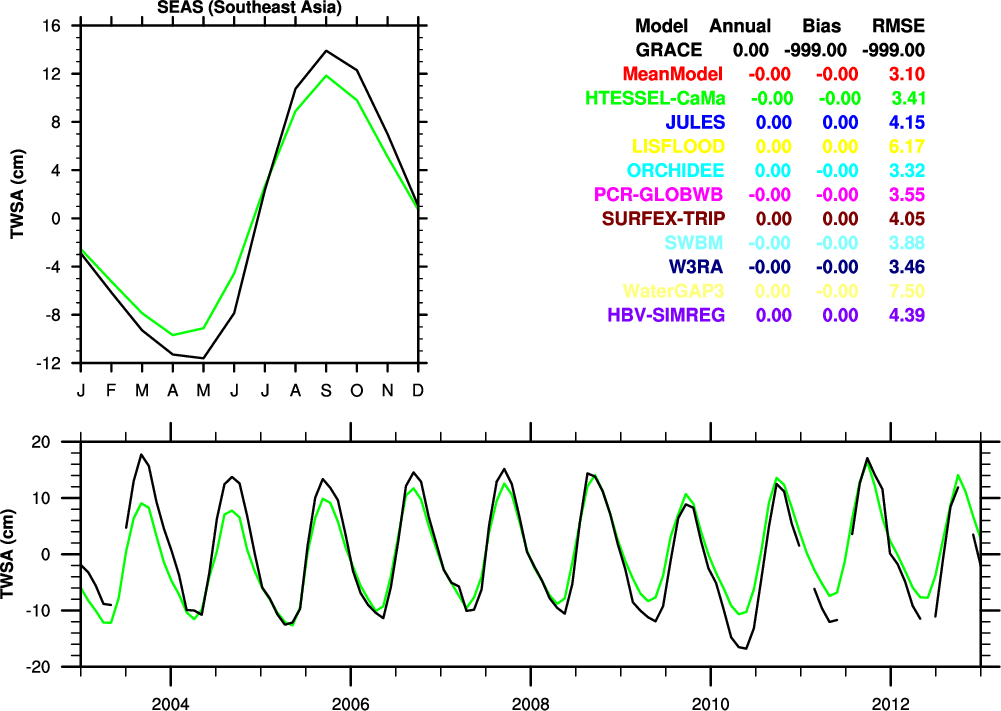 SEAS (Southeast Asia)
16
12
8
4
0
-4
-8
-12
TWSA (cm)
J F M A M J J A S O N D
Model Annual Bias RMSE
GRACE 0.00 -999.00 -999.00
MeanModel -0.00 -0.00 3.10
HTESSEL-CaMa -0.00 -0.00 3.41
JULES 0.00 0.00 4.15
LISFLOOD 0.00 0.00 6.17
ORCHIDEE 0.00 -0.00 3.32
PCR-GLOBWB -0.00 -0.00 3.55
SURFEX-TRIP 0.00 0.00 4.05
SWBM -0.00 -0.00 3.88
W3RA -0.00 -0.00 3.46
WaterGAP3 0.00 -0.00 7.50
HBV-SIMREG 0.00 0.00 4.39
20
10
0
-10
-20
TWSA (cm)
2004 2006 2008 2010 2012